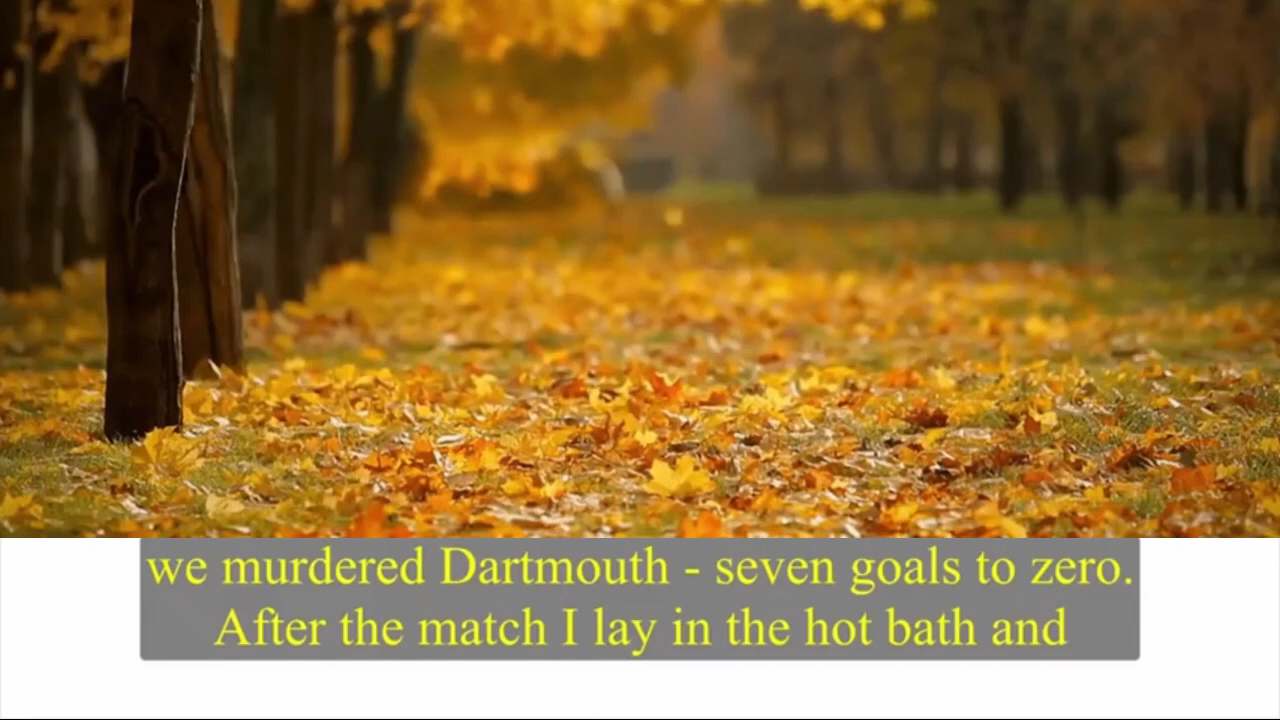 we murdered Dartmouth - seven goals to zero.
After the match I lay in the hot bath and